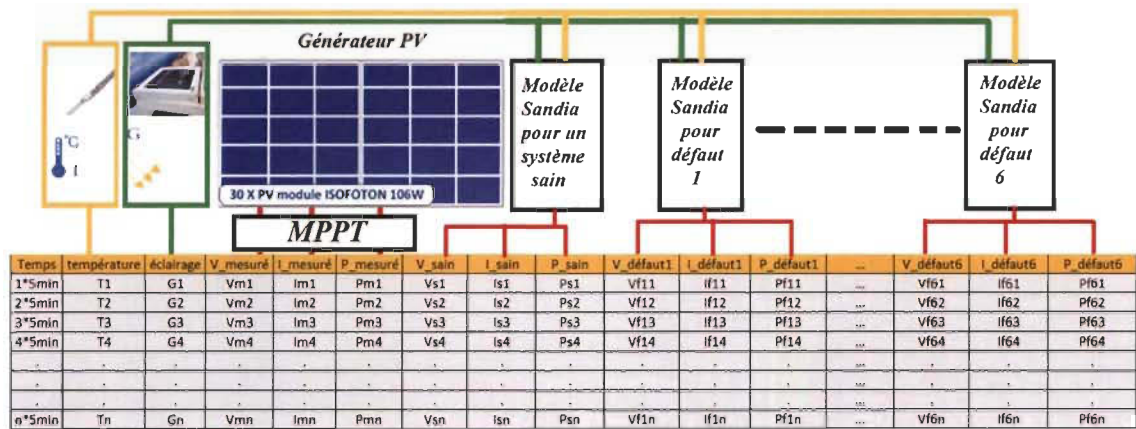 Générateur PV
°C
1
G
30 X PV module ISOFOTON 106W
MPPT
Modèle
Sandia
pour un
système
sain
Modèle
Sandia
pour
défaut
1
Modèle
Sandia
pour
défaut
6
Temps température éclairage V_mesuré I_mesuré P_mesuré V_sain I_sain P_sain V_défaut1 I_défaut1 P_défaut1 ... V_défaut6 I_défaut6 P_défaut6
1*5min T1 G1 Vm1 Im1 Pm1 Vs1 Is1 Ps1 Vf11 If11 Pf11 ... Vf61 If61 Pf61
2*5min T2 G2 Vm2 Im2 Pm2 Vs2 Is2 Ps2 Vf12 If12 Pf12 ... Vf62 If62 Pf62
3*5min T3 G3 Vm3 Im3 Pm3 Vs3 Is3 Ps3 Vf13 If13 Pf13 ... Vf63 If63 Pf63
4*5min T4 G4 Vm4 Im4 Pm4 Vs4 Is4 Ps4 Vf14 If14 Pf14 ... Vf64 If64 Pf64
. . . . . . . . . . . . ... . . .
. . . . . . . . . . . . ... . . .
. . . . . . . . . . . . ... . . .
n*5min Tn Gn Vmn Imn Pmn Vsn Isn Psn Vf1n If1n Pf1n ... Vf6n If6n Pf6n